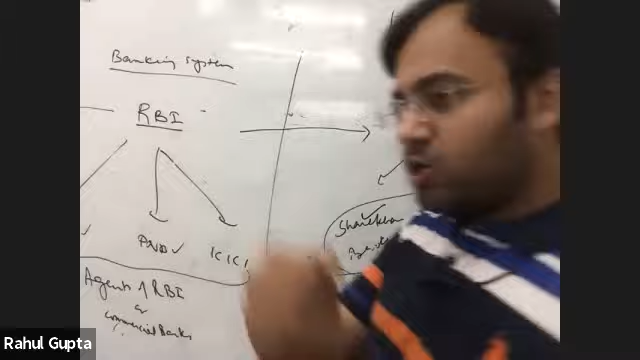 Banking System
RBI
PNB ✓ ICICI
Sharekhan
Agents of RBI
or
Commercial Banks
Rahul Gupta